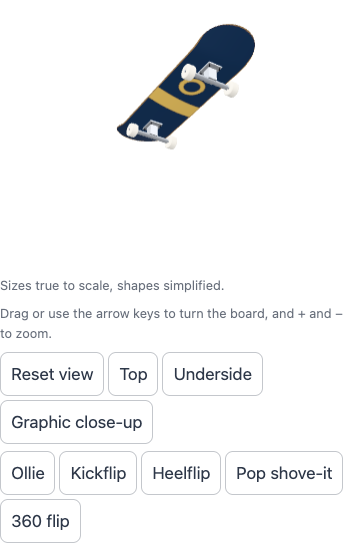 Sizes true to scale, shapes simplified.
Drag or use the arrow keys to turn the board, and + and –
to zoom.
Reset view
Top
Underside
Graphic close-up
Ollie
Kickflip
Heelflip
Pop shove-it
360 flip